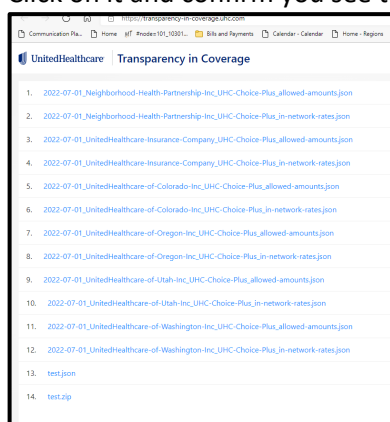 Click on it and confirm you see t
https://transparency-in-coverage.uhc.com
Communication Pla... Home #node=101_10301... Bills and Payments Calendar - Calendar Home - Regions
UnitedHealthcare Transparency in Coverage
1. 2022-07-01_Neighborhood-Health-Partnership-Inc_UHC-Choice-Plus_allowed-amounts.json
2. 2022-07-01_Neighborhood-Health-Partnership-Inc_UHC-Choice-Plus_in-network-rates.json
3. 2022-07-01_UnitedHealthcare-Insurance-Company_UHC-Choice-Plus_allowed-amounts.json
4. 2022-07-01_UnitedHealthcare-Insurance-Company_UHC-Choice-Plus_in-network-rates.json
5. 2022-07-01_UnitedHealthcare-of-Colorado-Inc_UHC-Choice-Plus_allowed-amounts.json
6. 2022-07-01_UnitedHealthcare-of-Colorado-Inc_UHC-Choice-Plus_in-network-rates.json
7. 2022-07-01_UnitedHealthcare-of-Oregon-Inc_UHC-Choice-Plus_allowed-amounts.json
8. 2022-07-01_UnitedHealthcare-of-Oregon-Inc_UHC-Choice-Plus_in-network-rates.json
9. 2022-07-01_UnitedHealthcare-of-Utah-Inc_UHC-Choice-Plus_allowed-amounts.json
10. 2022-07-01_UnitedHealthcare-of-Utah-Inc_UHC-Choice-Plus_in-network-rates.json
11. 2022-07-01_UnitedHealthcare-of-Washington-Inc_UHC-Choice-Plus_allowed-amounts.json
12. 2022-07-01_UnitedHealthcare-of-Washington-Inc_UHC-Choice-Plus_in-network-rates.json
13. test.json
14. test.zip